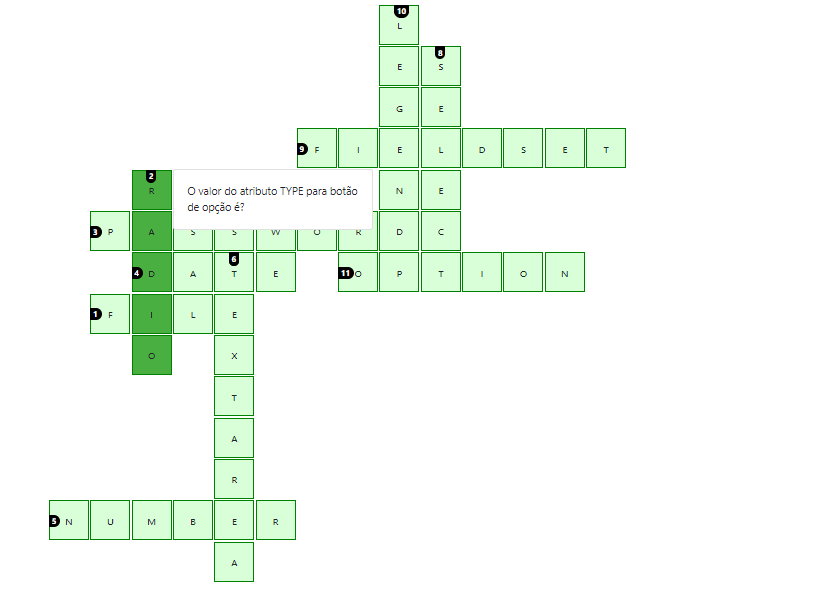 10
L
E 8 S
G E
9 F I E L D S E T
2
R O valor do atributo TYPE para botão N E
de opção é?
3 P A S S W O R D C
4 D A 6 T E 11 O P T I O N
1 F I L E
O X
T
A
R
5 N U M B E R
A